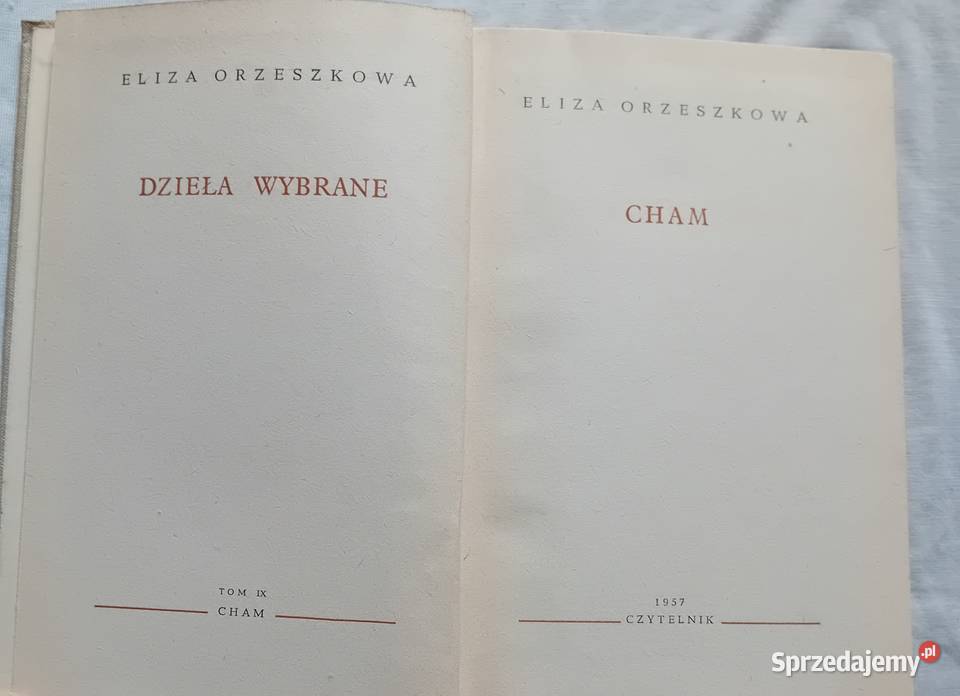 ELIZA ORZESZKOWA
DZIEŁA WYBRANE
TOM IX
CHAM
ELIZA ORZESZKOWA
CHAM
1957
CZYTELNIK
Sprzedajemy.pl